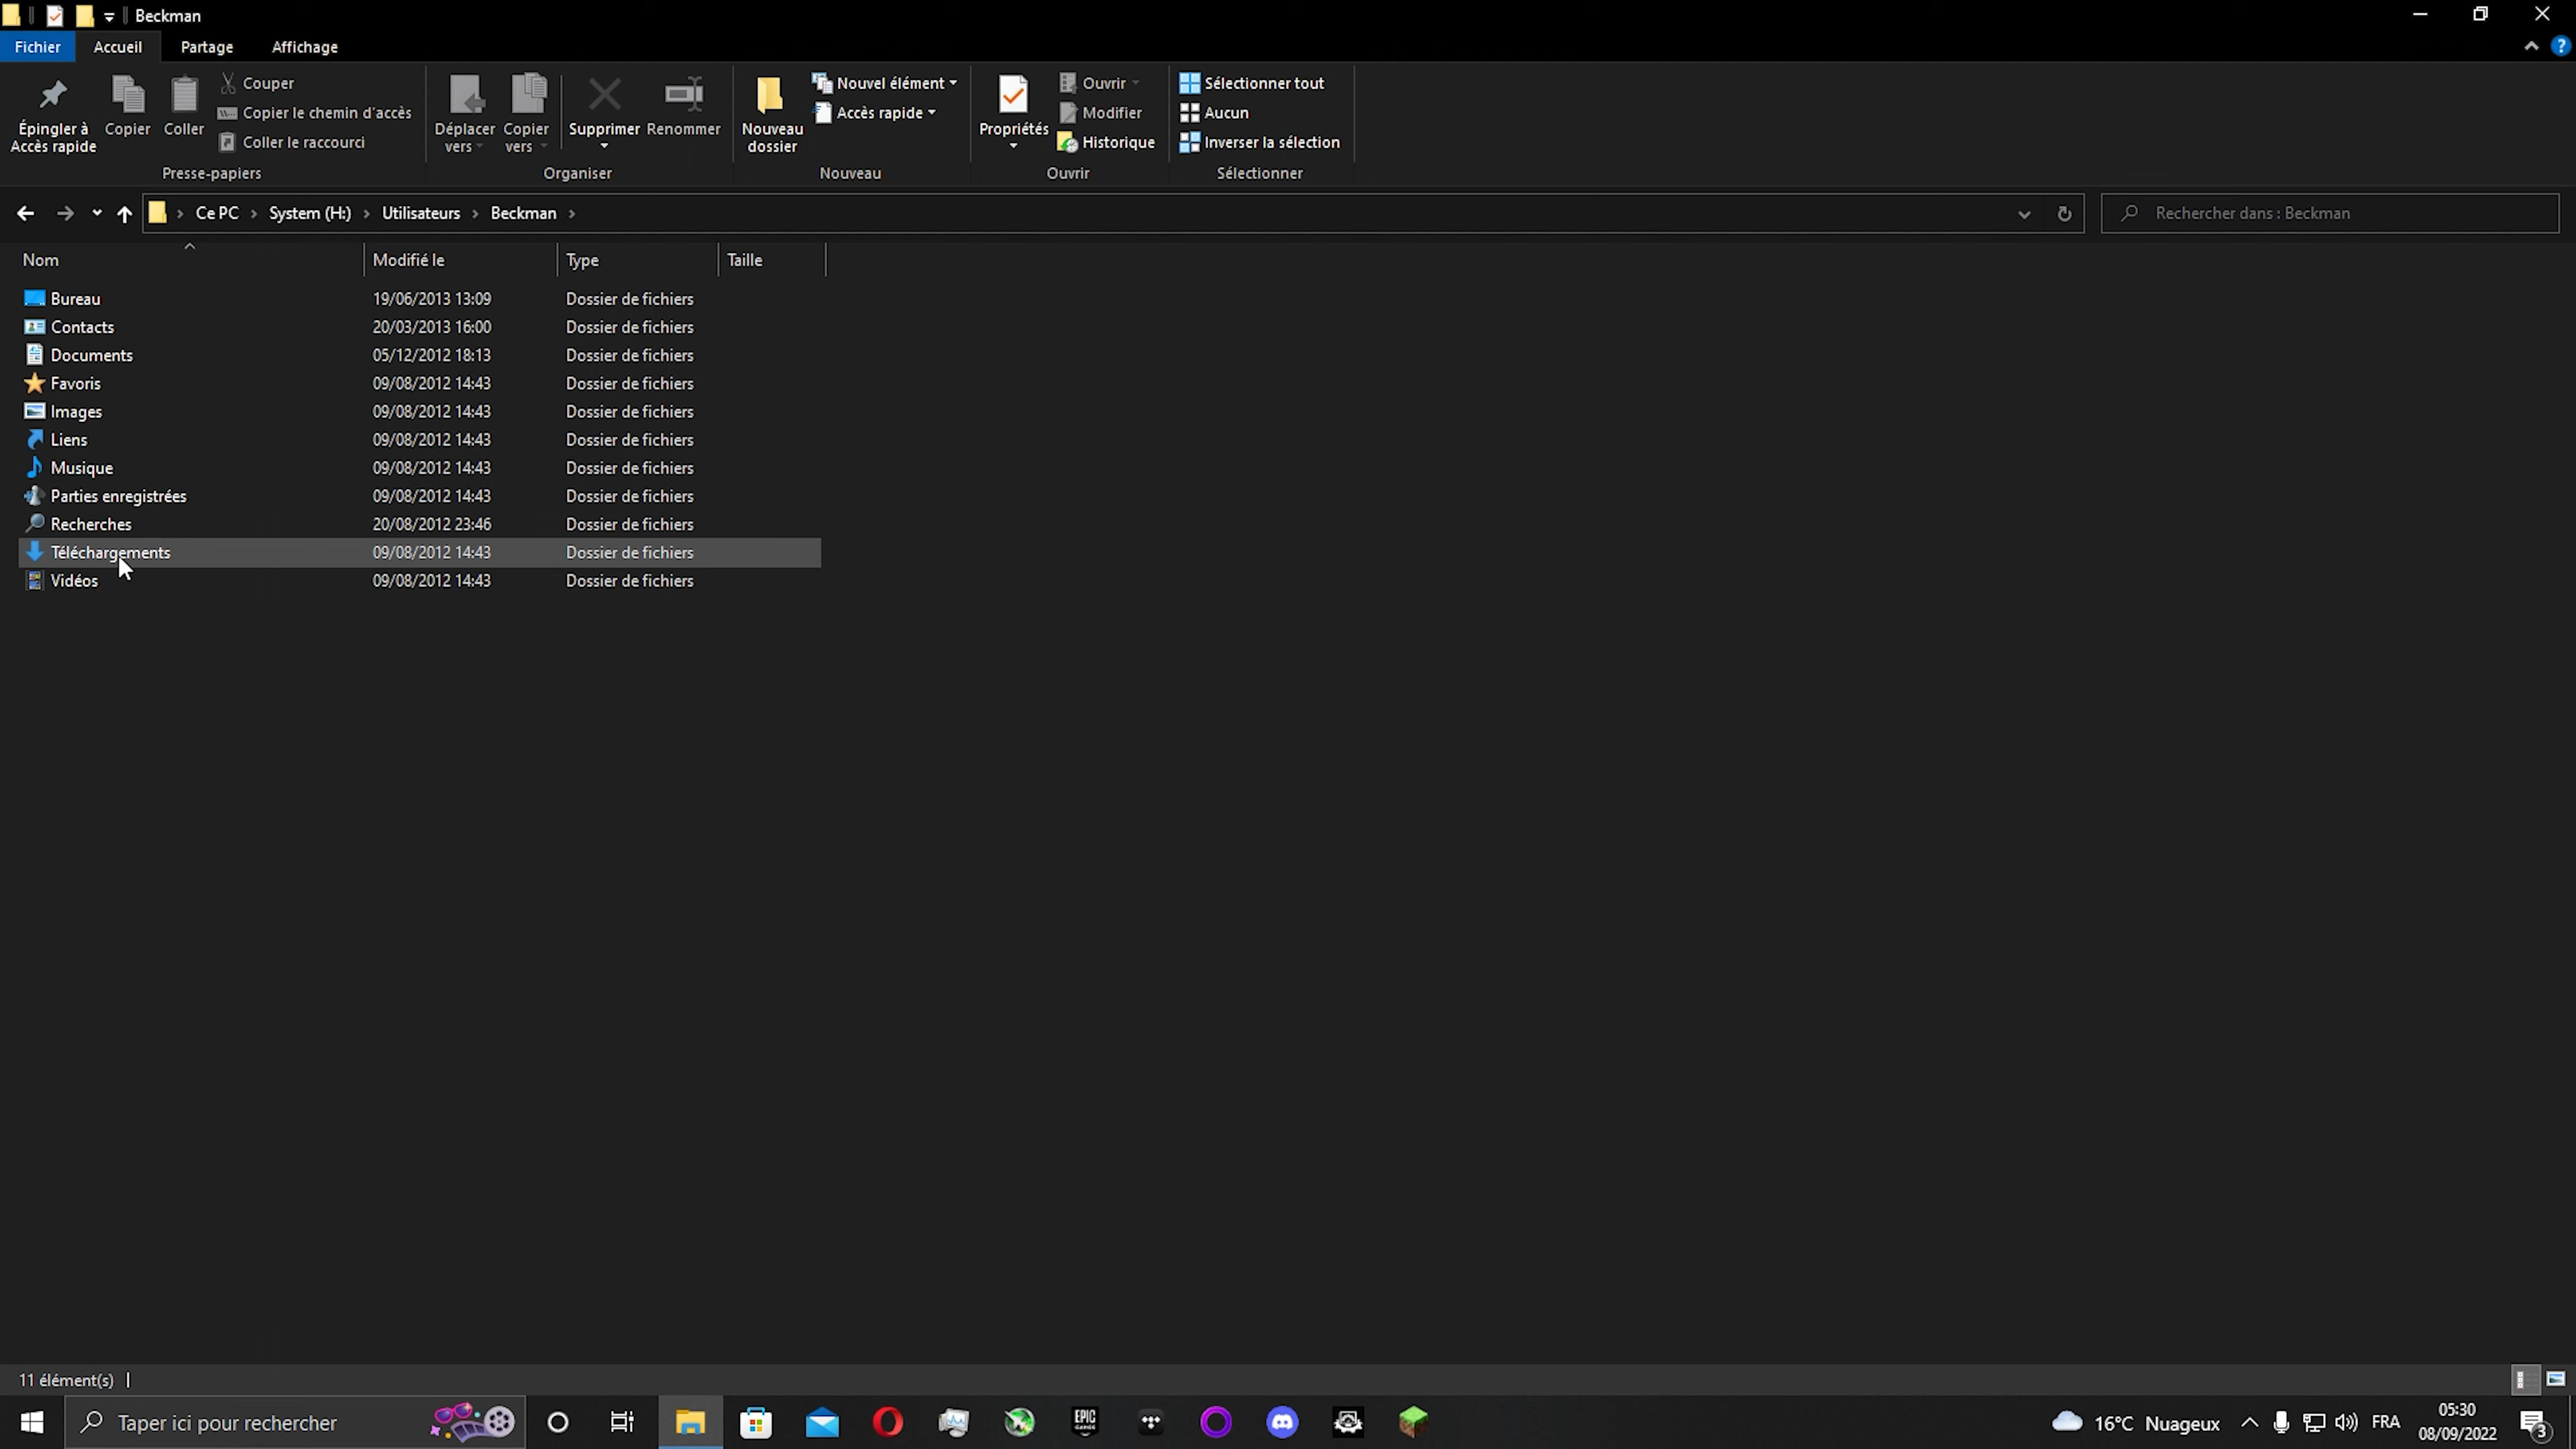 Beckman
Fichier Accueil Partage Affichage
Épingler à Accès rapide
Copier
Coller
Couper
Copier le chemin d'accès
Coller le raccourci
Presse-papiers
Déplacer vers
Copier vers
Supprimer
Renommer
Organiser
Nouveau dossier
Nouvel élément
Accès rapide
Nouveau
Propriétés
Ouvrir
Modifier
Historique
Ouvrir
Sélectionner tout
Aucun
Inverser la sélection
Sélectionner
Ce PC System (H:) Utilisateurs Beckman
Rechercher dans : Beckman
Nom Modifié le Type Taille
Bureau 19/06/2013 13:09 Dossier de fichiers
Contacts 20/03/2013 16:00 Dossier de fichiers
Documents 05/12/2012 18:13 Dossier de fichiers
Favoris 09/08/2012 14:43 Dossier de fichiers
Images 09/08/2012 14:43 Dossier de fichiers
Liens 09/08/2012 14:43 Dossier de fichiers
Musique 09/08/2012 14:43 Dossier de fichiers
Parties enregistrées 09/08/2012 14:43 Dossier de fichiers
Recherches 20/08/2012 23:46 Dossier de fichiers
Téléchargements 09/08/2012 14:43 Dossier de fichiers
Vidéos 09/08/2012 14:43 Dossier de fichiers
11 élément(s)
Taper ici pour rechercher
EPIC GAMES
16°C Nuageux
FRA
05:30
08/09/2022
3